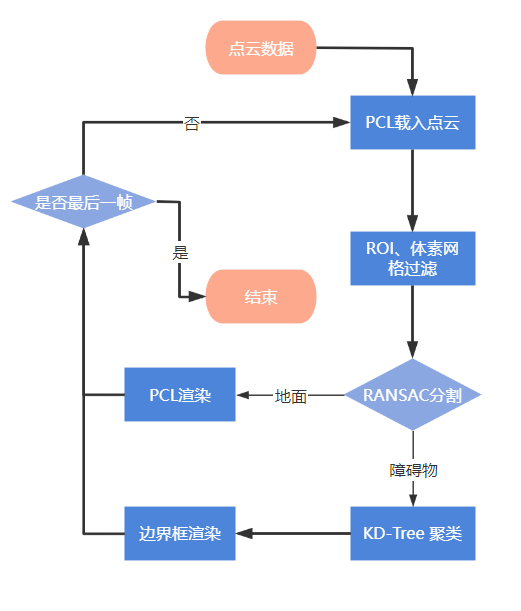 点云数据
PCL载入点云
否
是否最后一帧
是
ROI、体素网
格过滤
结束
PCL渲染
地面
RANSAC分割
障碍物
边界框渲染
KD-Tree 聚类